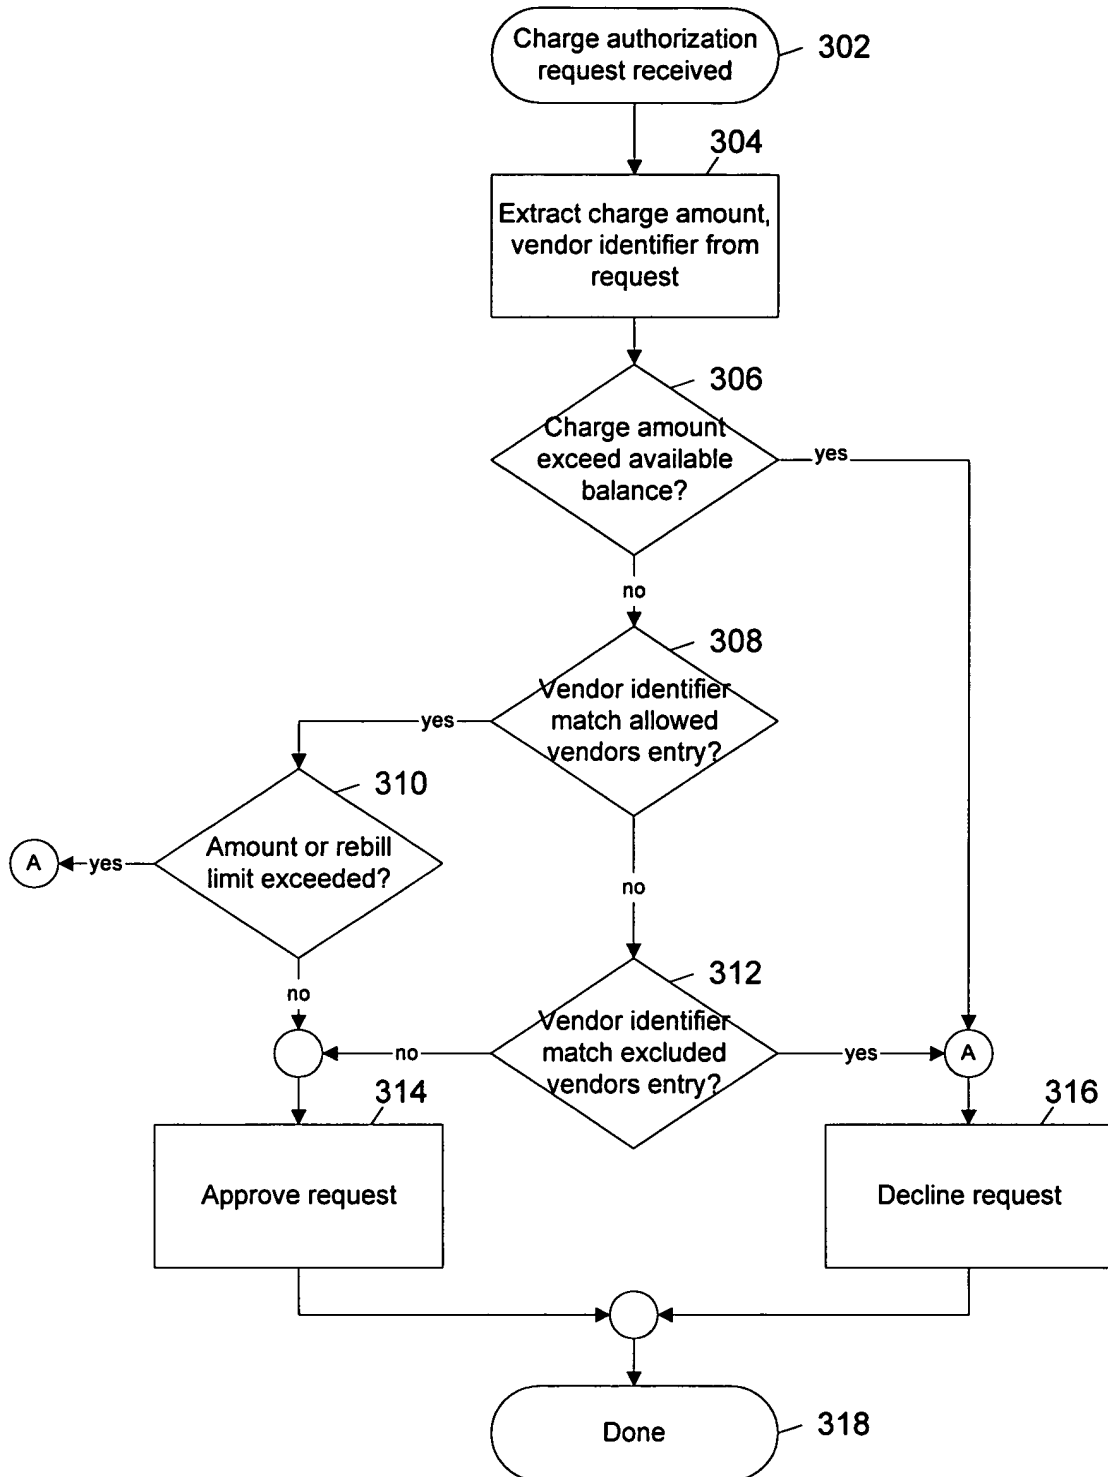 Charge authorization
request received
302
304
Extract charge amount,
vendor identifier from
request
306
Charge amount
exceed available
balance?
yes
no
308
Vendor identifier
match allowed
vendors entry?
yes
310
Amount or rebill
limit exceeded?
A
yes
no
no
312
Vendor identifier
match excluded
vendors entry?
no
yes
A
314
Approve request
316
Decline request
Done
318